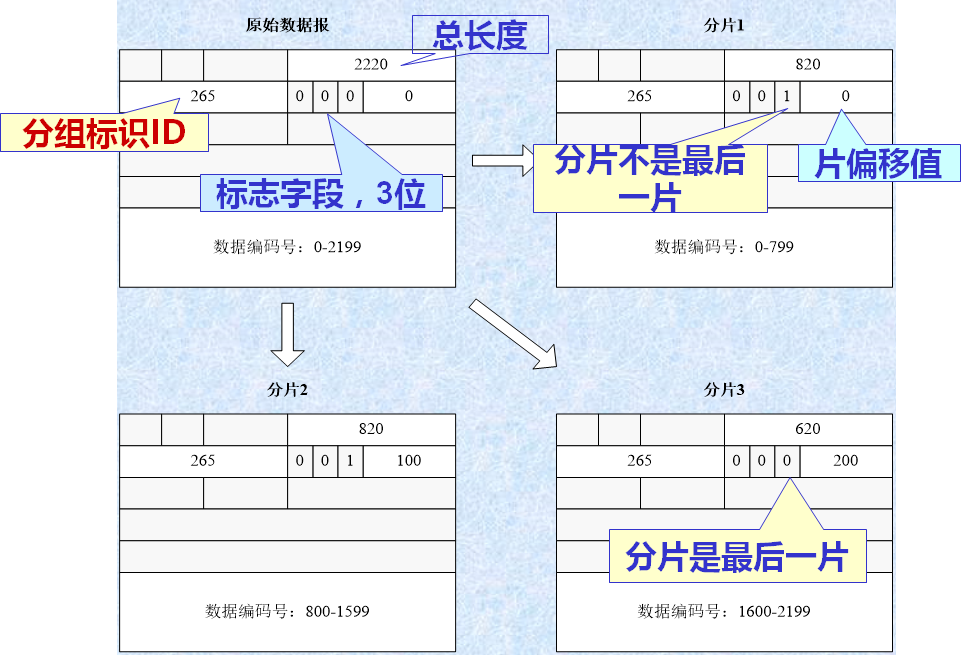 原始数据报
总长度
2220
265 0 0 0 0
分组标识ID
标志字段，3位
数据编码号：0-2199
分片1
820
265 0 0 1 0
分片不是最后
一片
片偏移值
数据编码号：0-799
分片2
820
265 0 0 1 100
数据编码号：800-1599
分片3
620
265 0 0 0 200
分片是最后一片
数据编码号：1600-2199